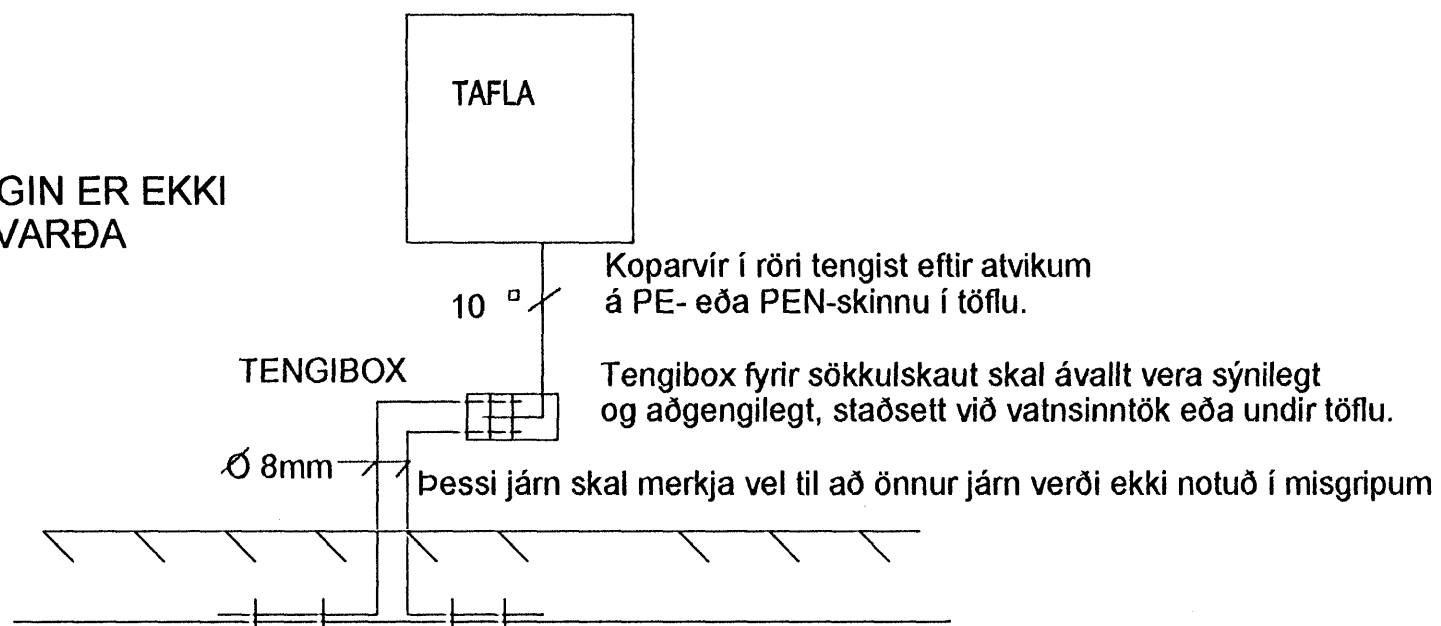 TAFLA
GIN ER EKKI
VARÐA
Koparvír í röri tengist eftir atvikum
á PE- eða PEN-skinnu í töflu.
10 ▫
TENGIBOX
Tengibox fyrir sökkulskaut skal ávallt vera sýnilegt
og aðgengilegt, staðsett við vatnsinntök eða undir töflu.
Ø 8mm
Þessi járn skal merkja vel til að önnur járn verði ekki notuð í misgripum